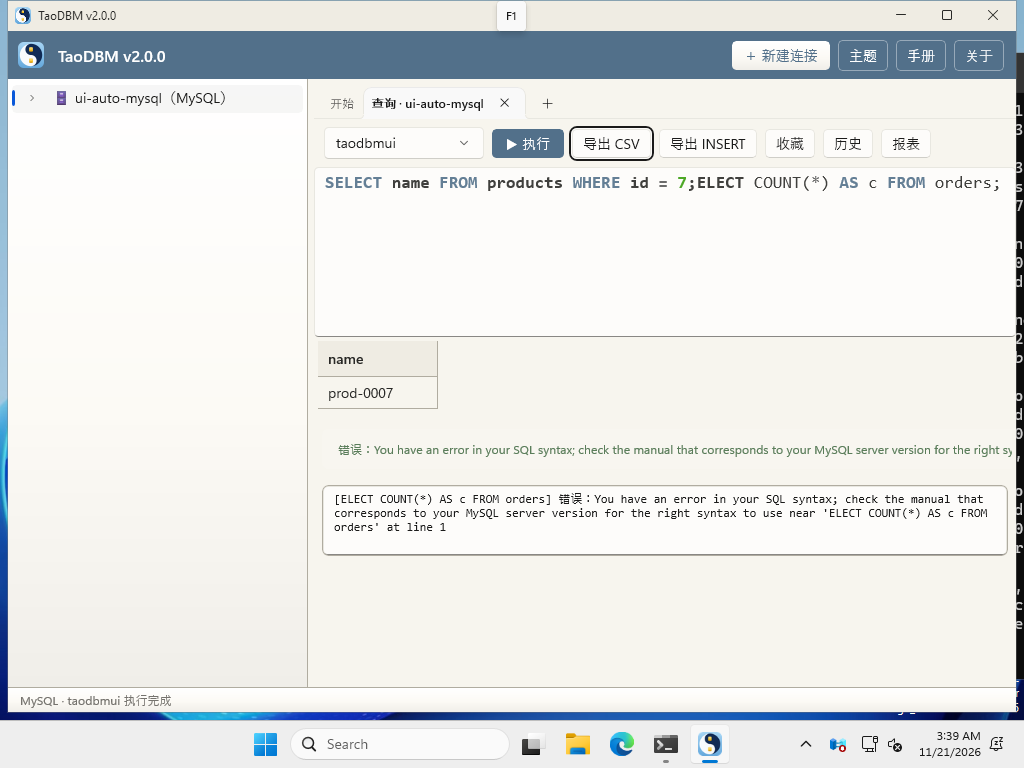 TaoDBM v2.0.0
F1
TaoDBM v2.0.0
+ 新建连接
主题
手册
关于
ui-auto-mysql（MySQL）
开始
查询 · ui-auto-mysql
taodbmui
▶ 执行
导出 CSV
导出 INSERT
收藏
历史
报表
SELECT name FROM products WHERE id = 7;ELECT COUNT(*) AS c FROM orders;
name
prod-0007
错误：You have an error in your SQL syntax; check the manual that corresponds to your MySQL server version for the right sy
[ELECT COUNT(*) AS c FROM orders] 错误：You have an error in your SQL syntax; check the manual that
corresponds to your MySQL server version for the right syntax to use near 'ELECT COUNT(*) AS c FROM
orders' at line 1
MySQL · taodbmui 执行完成
Search
3:39 AM
11/21/2026